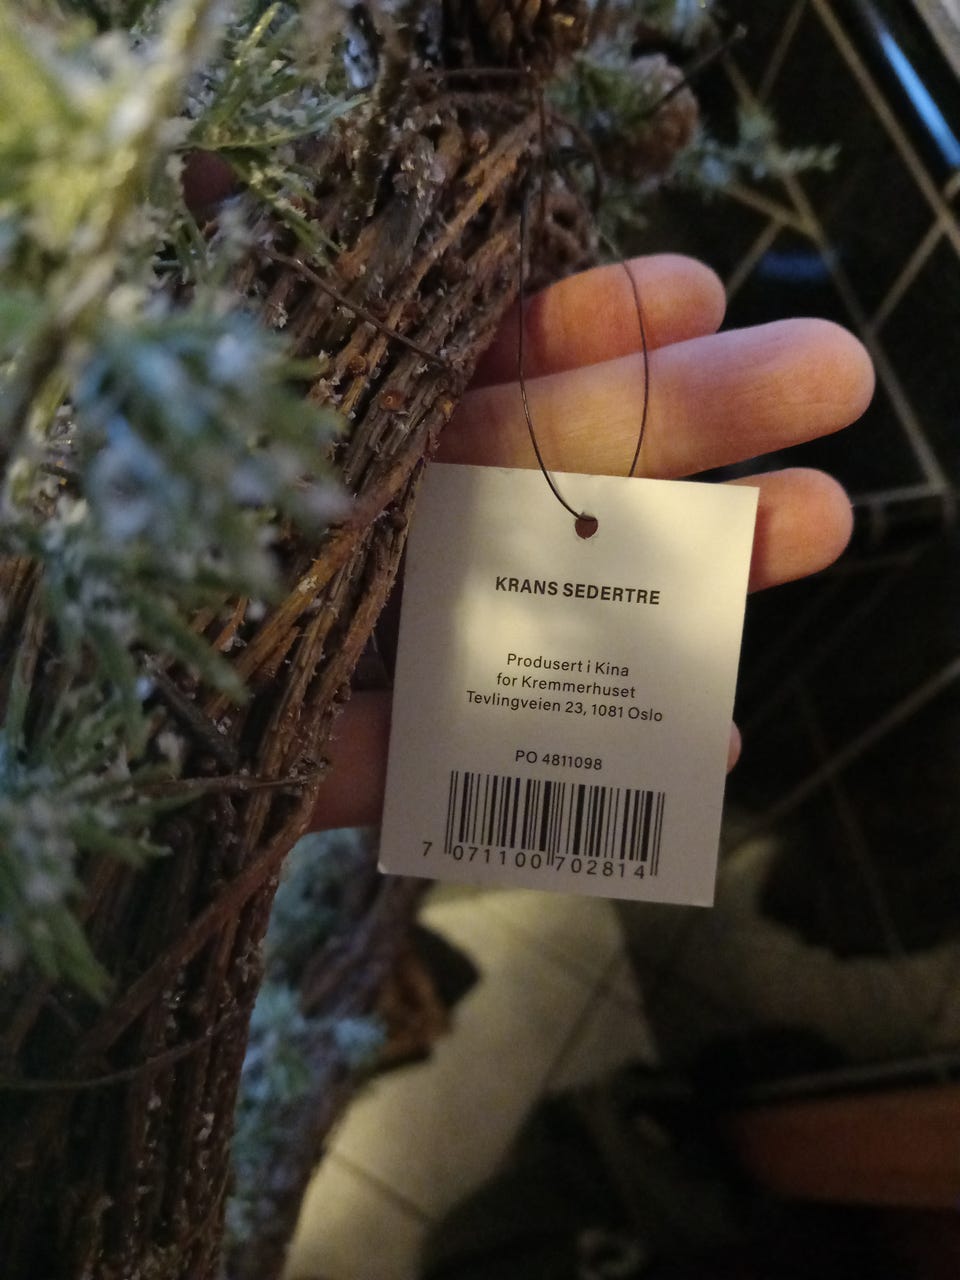 KRANS SEDERTRE
Produsert i Kina
for Kremmerhuset
Tevlingveien 23, 1081 Oslo
PO 4811098
7 071100 702814